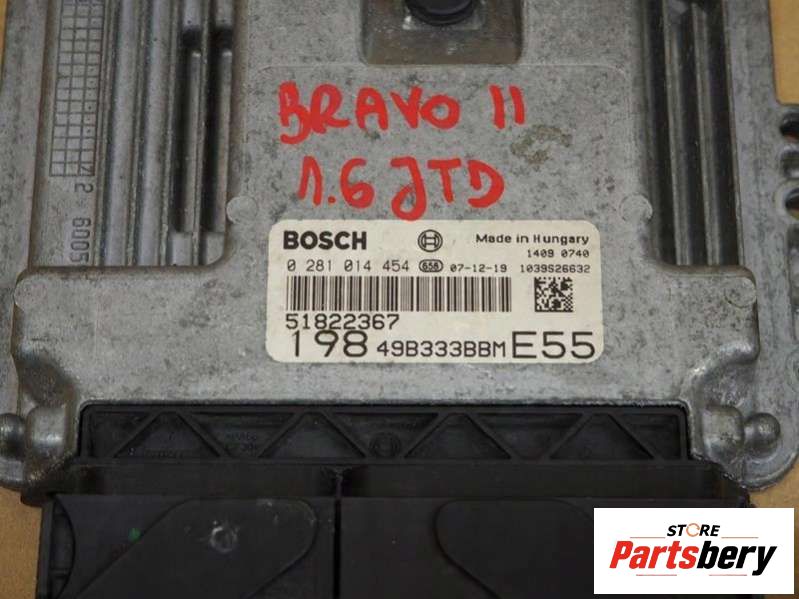 BRAVO II
1.6 JTD
BOSCH Made in Hungary
1409 0740
0 281 014 454 658 07-12-19 1039S26632
51822367
198 49B333BBM E55
STORE
Partsbery